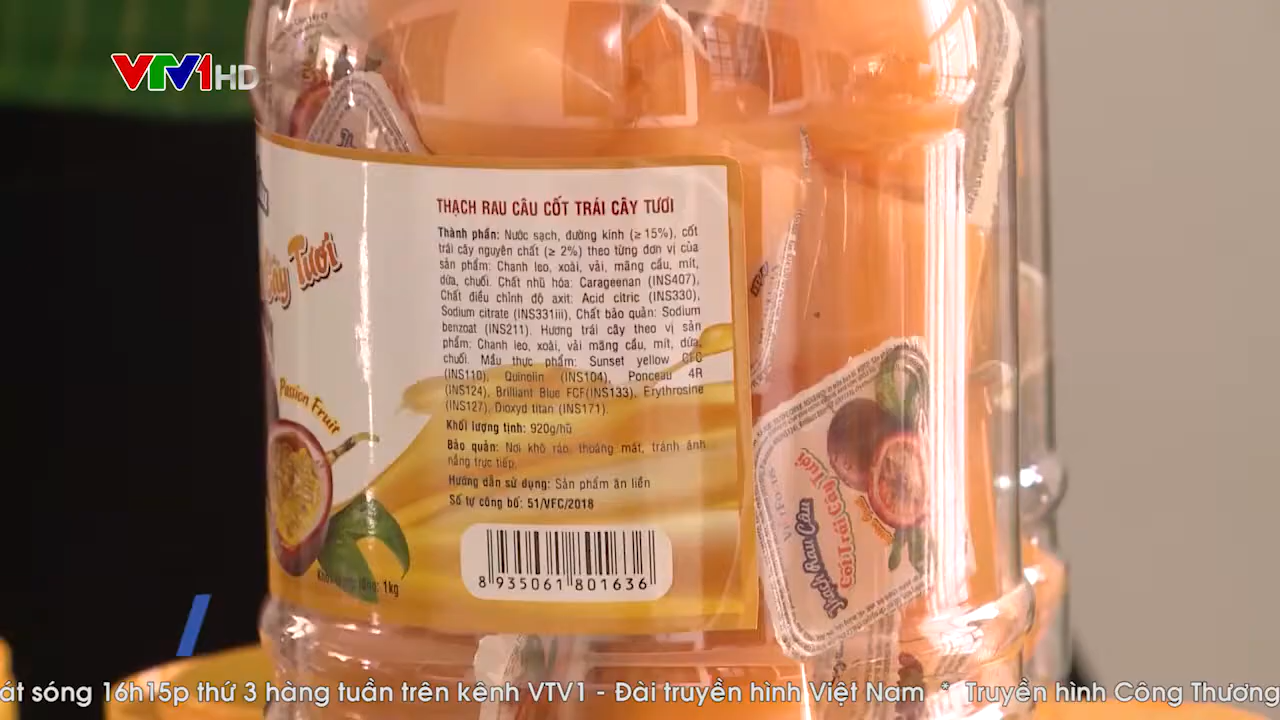 VTV1 HD
THẠCH RAU CÂU CỐT TRÁI CÂY TƯƠI
Thành phần: Nước sạch, đường kính (≥ 15%), cốt
trái cây nguyên chất (≥ 2%) theo từng đơn vị của
sản phẩm: Chanh leo, xoài, vải, mãng cầu, mít,
dừa, chuối. Chất nhũ hóa: Carageenan (INS407),
Chất điều chỉnh độ axit: Acid citric (INS330),
Sodium citrate (INS331iii), Chất bảo quản: Sodium
benzoat (INS211). Hương trái cây theo vị sản
phẩm: Chanh leo, xoài, vải mãng cầu, mít, dừa,
chuối. Mầu thực phẩm: Sunset yellow CFC
(INS110), Quinolin (INS104), Ponceau 4R
(INS124), Brilliant Blue FCF(INS133), Erythrosine
(INS127), Dioxyd titan (INS171).
Khối lượng tịnh: 920g/hũ
Bảo quản: Nơi khô ráo, thoáng mát, tránh ánh
nắng trực tiếp.
Hướng dẫn sử dụng: Sản phẩm ăn liền
Số tự công bố: 51/VFC/2018
8 935061 801636
Cây Tươi
Passion Fruit
1kg
Thạch Rau Câu
Cốt Trái Cây Tươi
át sóng 16h15p thứ 3 hàng tuần trên kênh VTV1 - Đài truyền hình Việt Nam * Truyền hình Công Thương